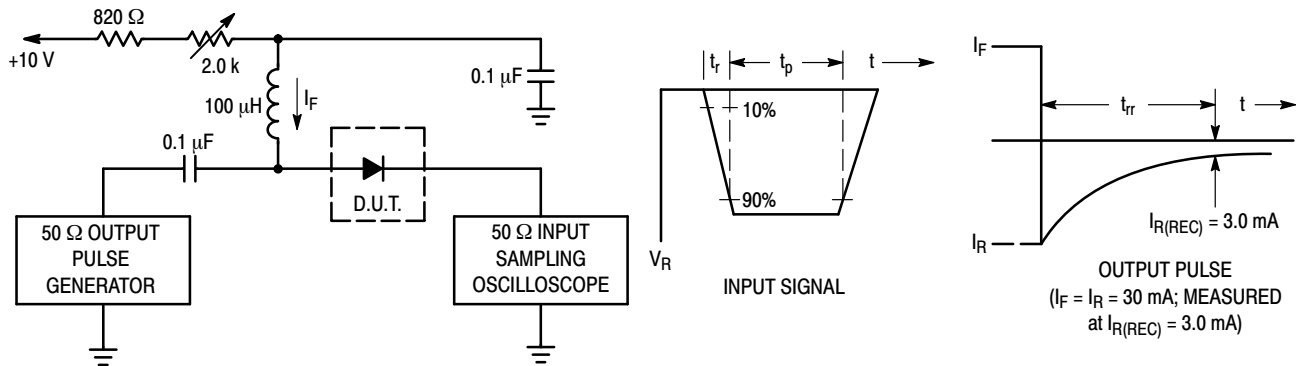 820 Ω
+10 V
2.0 k
100 μH
I_F
0.1 μF
0.1 μF
D.U.T.
50 Ω OUTPUT
PULSE
GENERATOR
50 Ω INPUT
SAMPLING
OSCILLOSCOPE
t_r
t_p
t
10%
90%
V_R
INPUT SIGNAL
I_F
t_rr
t
I_R
I_R(REC) = 3.0 mA
OUTPUT PULSE
(I_F = I_R = 30 mA; MEASURED
at I_R(REC) = 3.0 mA)